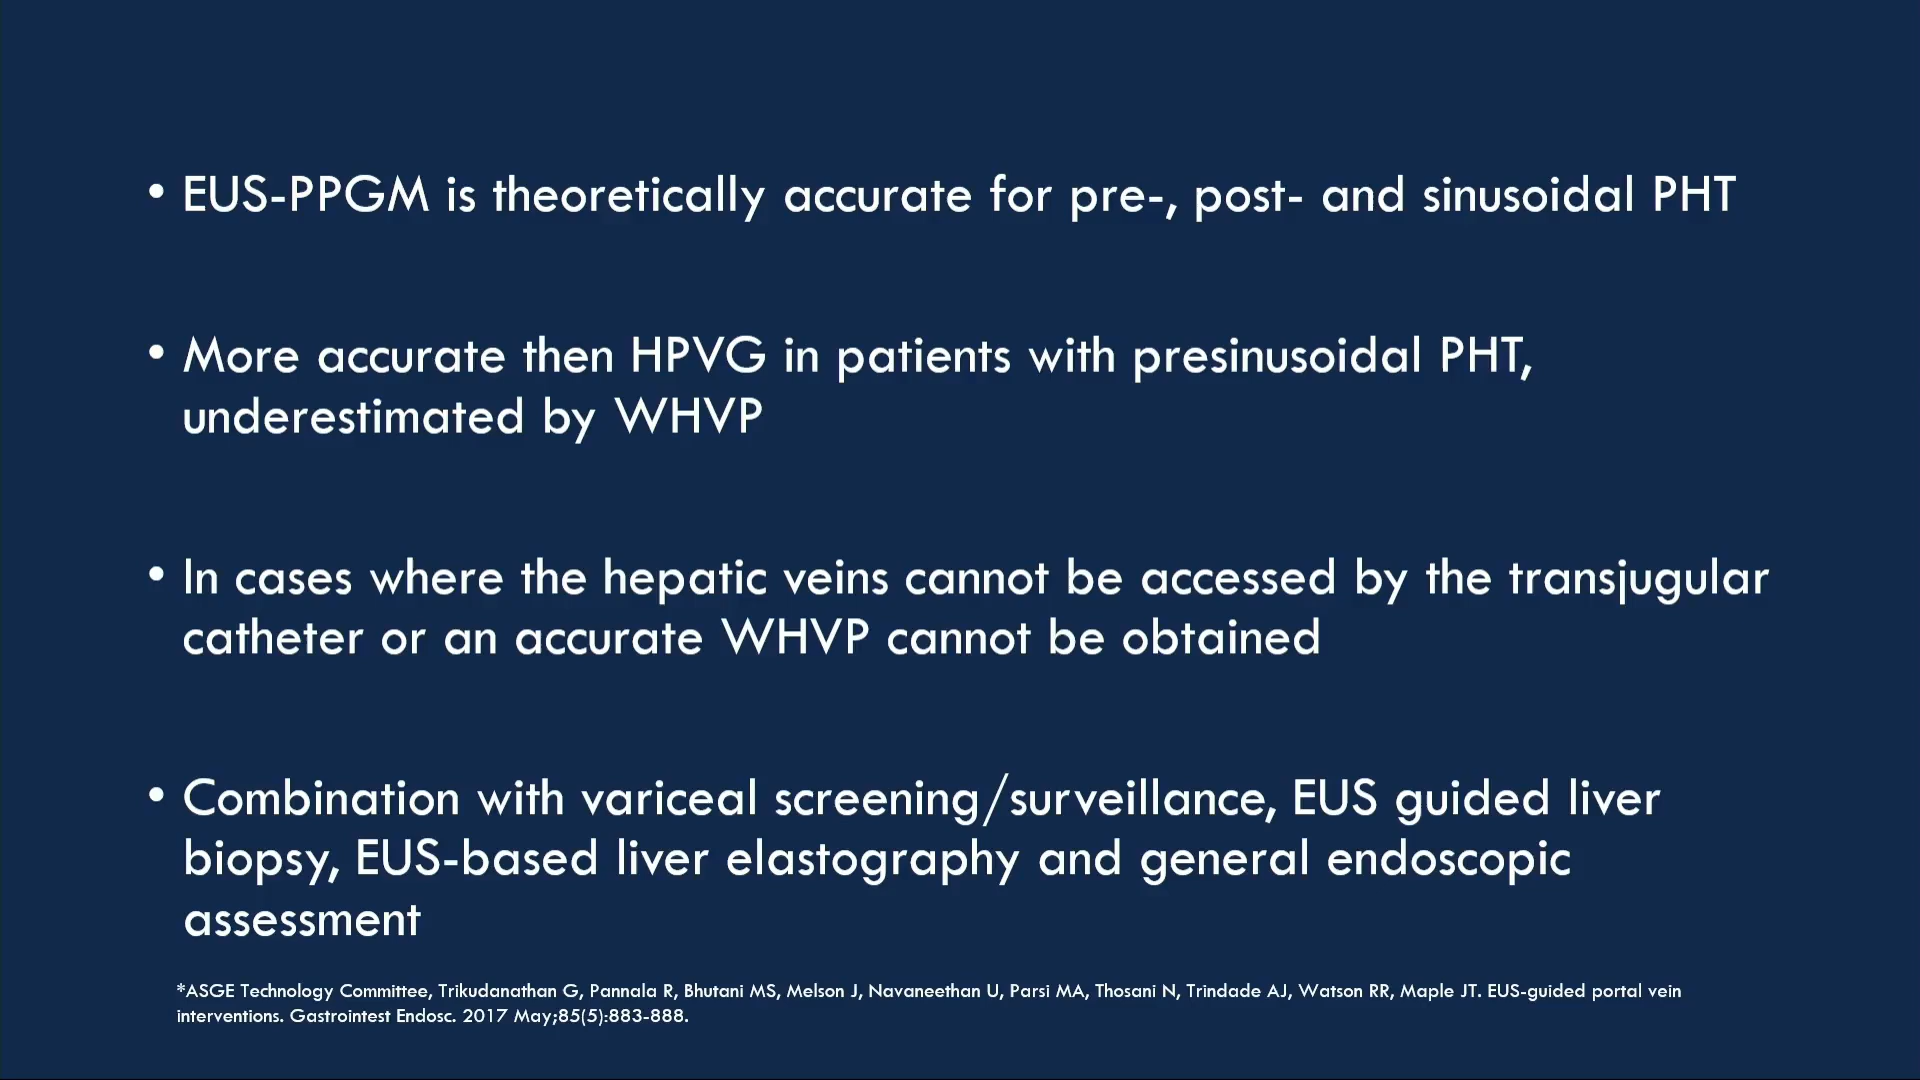 • EUS-PPGM is theoretically accurate for pre-, post- and sinusoidal PHT
• More accurate then HPVG in patients with presinusoidal PHT,
underestimated by WHVP
• In cases where the hepatic veins cannot be accessed by the transjugular
catheter or an accurate WHVP cannot be obtained
• Combination with variceal screening/surveillance, EUS guided liver
biopsy, EUS-based liver elastography and general endoscopic
assessment
*ASGE Technology Committee, Trikudanathan G, Pannala R, Bhutani MS, Melson J, Navaneethan U, Parsi MA, Thosani N, Trindade AJ, Watson RR, Maple JT. EUS-guided portal vein
interventions. Gastrointest Endosc. 2017 May;85(5):883-888.